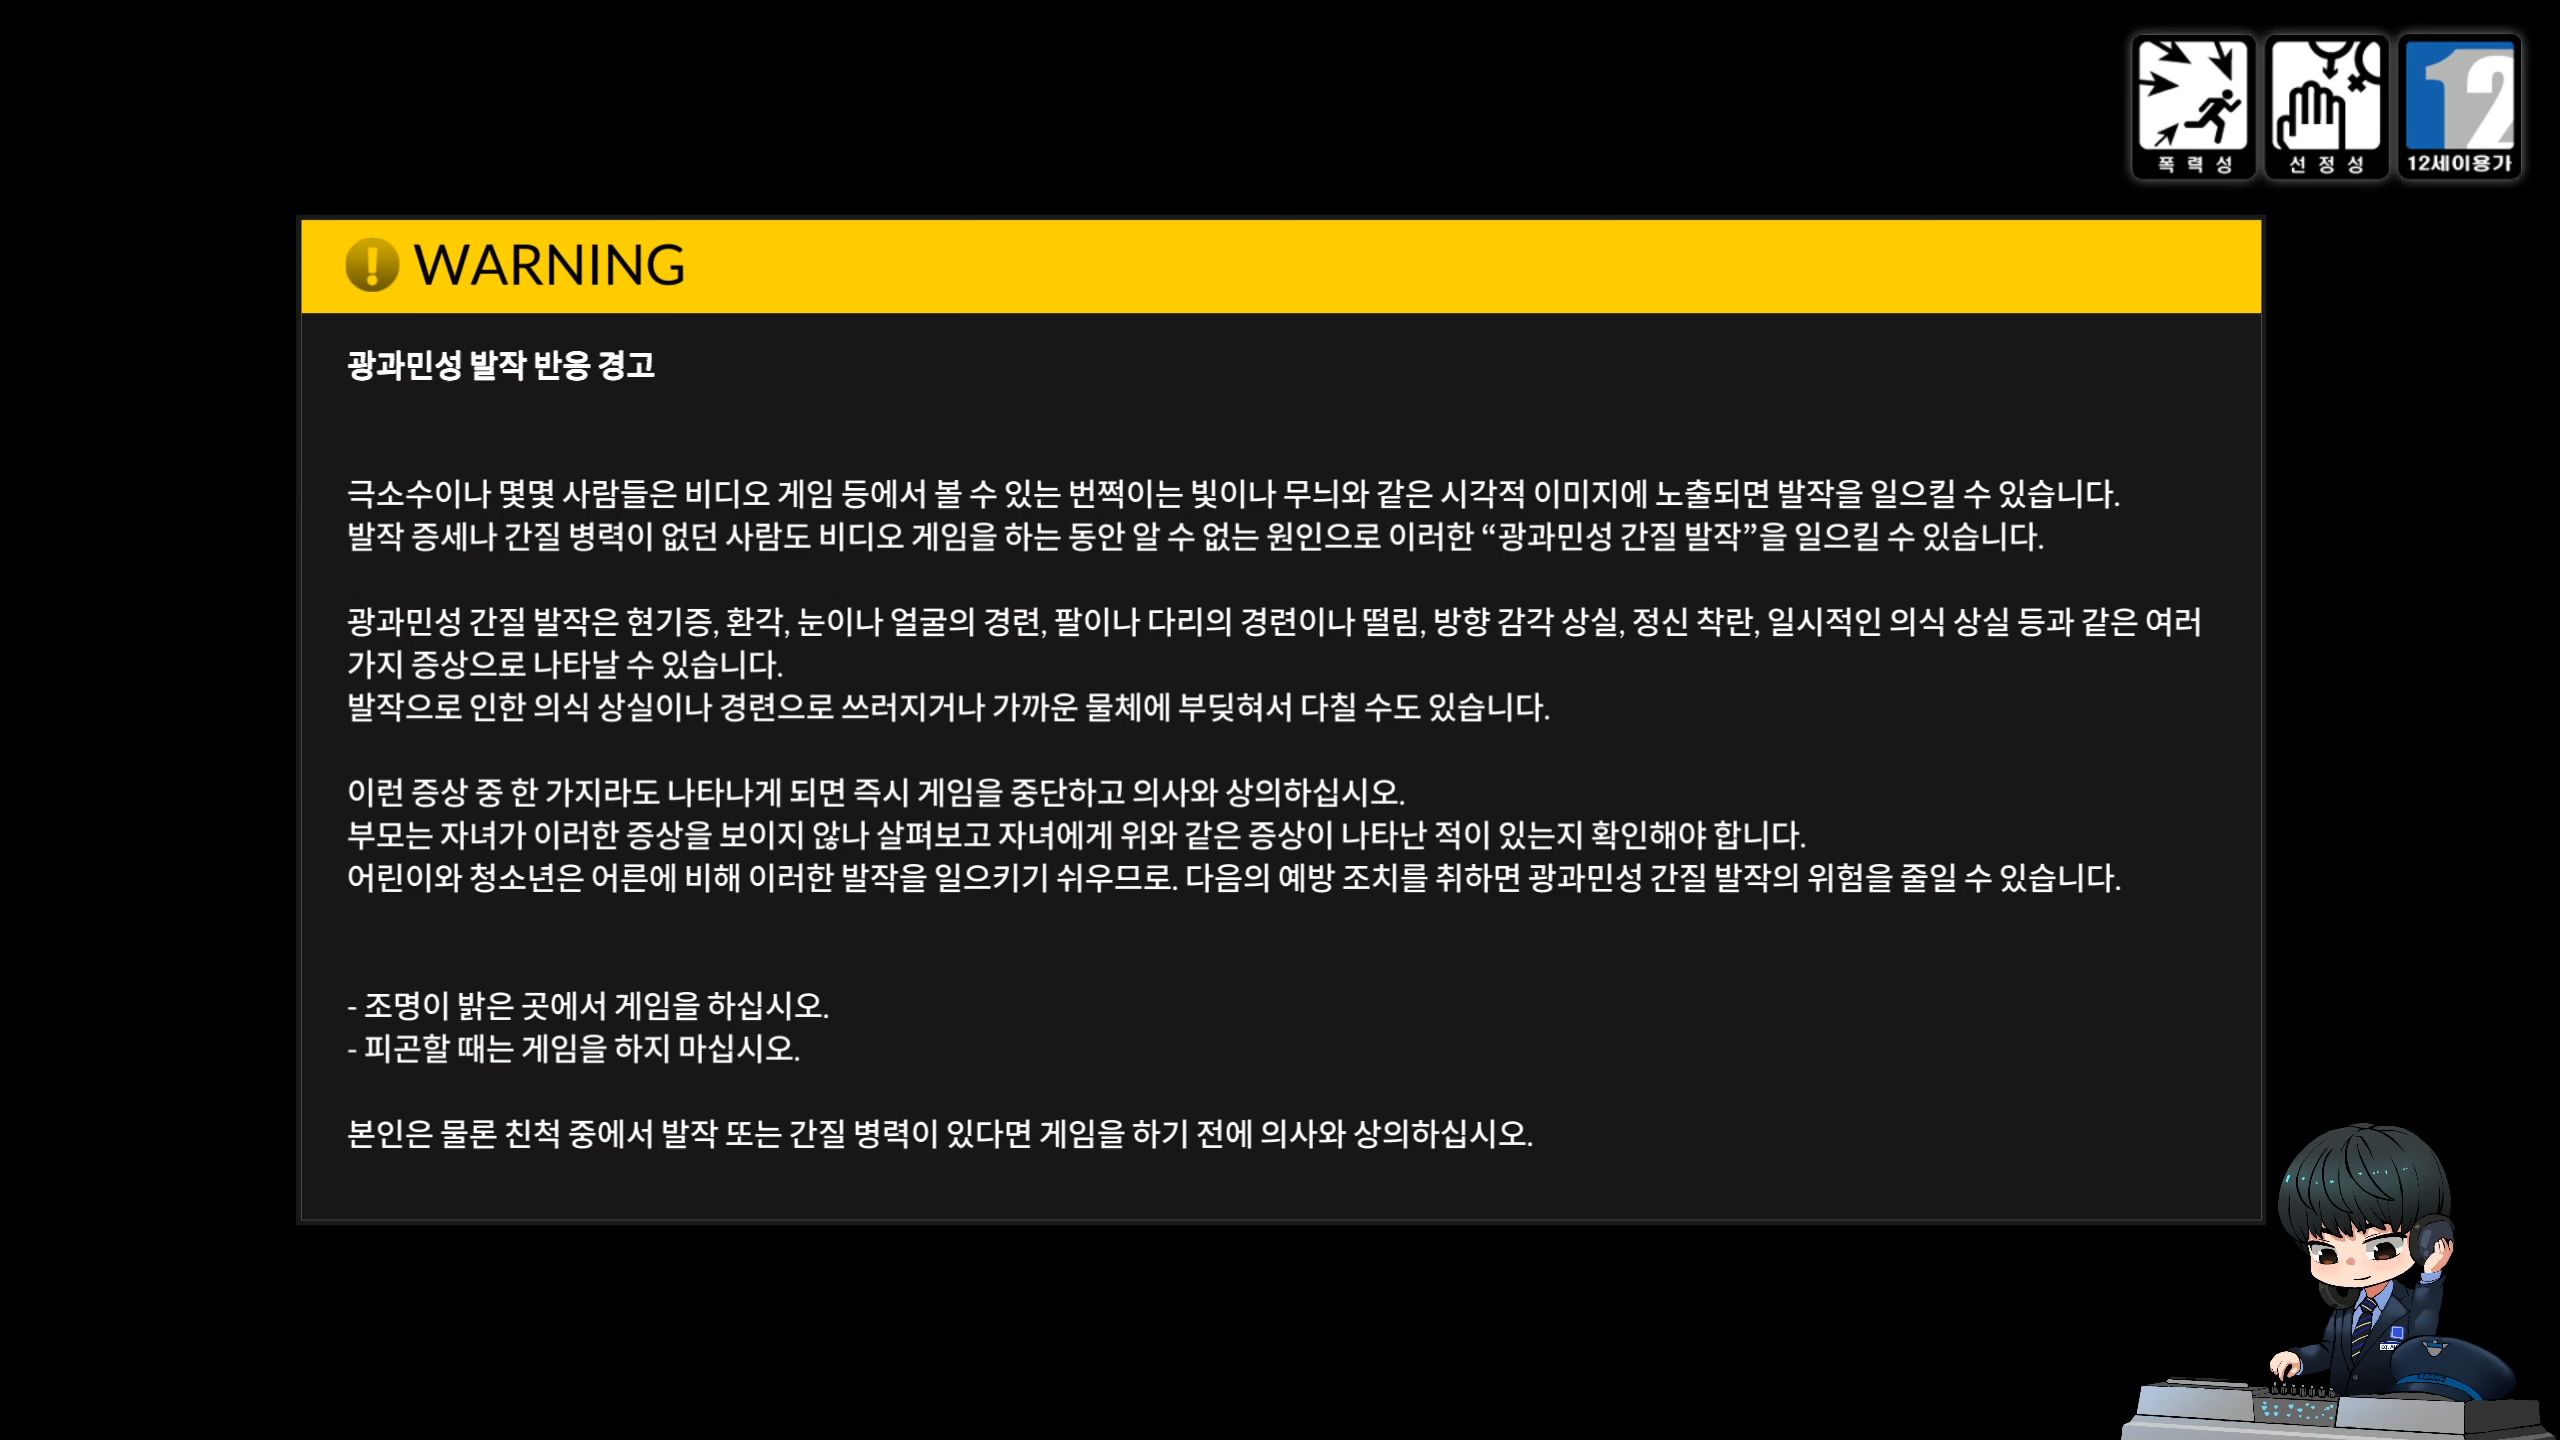 폭력성
선정성
12
12세이용가
WARNING
광과민성 발작 반응 경고
극소수이나 몇몇 사람들은 비디오 게임 등에서 볼 수 있는 번쩍이는 빛이나 무늬와 같은 시각적 이미지에 노출되면 발작을 일으킬 수 있습니다.
발작 증세나 간질 병력이 없던 사람도 비디오 게임을 하는 동안 알 수 없는 원인으로 이러한 “광과민성 간질 발작”을 일으킬 수 있습니다.
광과민성 간질 발작은 현기증, 환각, 눈이나 얼굴의 경련, 팔이나 다리의 경련이나 떨림, 방향 감각 상실, 정신 착란, 일시적인 의식 상실 등과 같은 여러
가지 증상으로 나타날 수 있습니다.
발작으로 인한 의식 상실이나 경련으로 쓰러지거나 가까운 물체에 부딪혀서 다칠 수도 있습니다.
이런 증상 중 한 가지라도 나타나게 되면 즉시 게임을 중단하고 의사와 상의하십시오.
부모는 자녀가 이러한 증상을 보이지 않나 살펴보고 자녀에게 위와 같은 증상이 나타난 적이 있는지 확인해야 합니다.
어린이와 청소년은 어른에 비해 이러한 발작을 일으키기 쉬우므로. 다음의 예방 조치를 취하면 광과민성 간질 발작의 위험을 줄일 수 있습니다.
- 조명이 밝은 곳에서 게임을 하십시오.
- 피곤할 때는 게임을 하지 마십시오.
본인은 물론 친척 중에서 발작 또는 간질 병력이 있다면 게임을 하기 전에 의사와 상의하십시오.